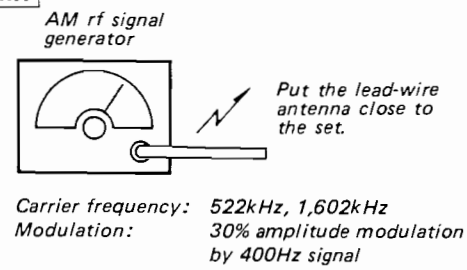 AM rf signal
generator
Put the lead-wire
antenna close to
the set.
Carrier frequency: 522kHz, 1,602kHz
Modulation: 30% amplitude modulation
by 400Hz signal